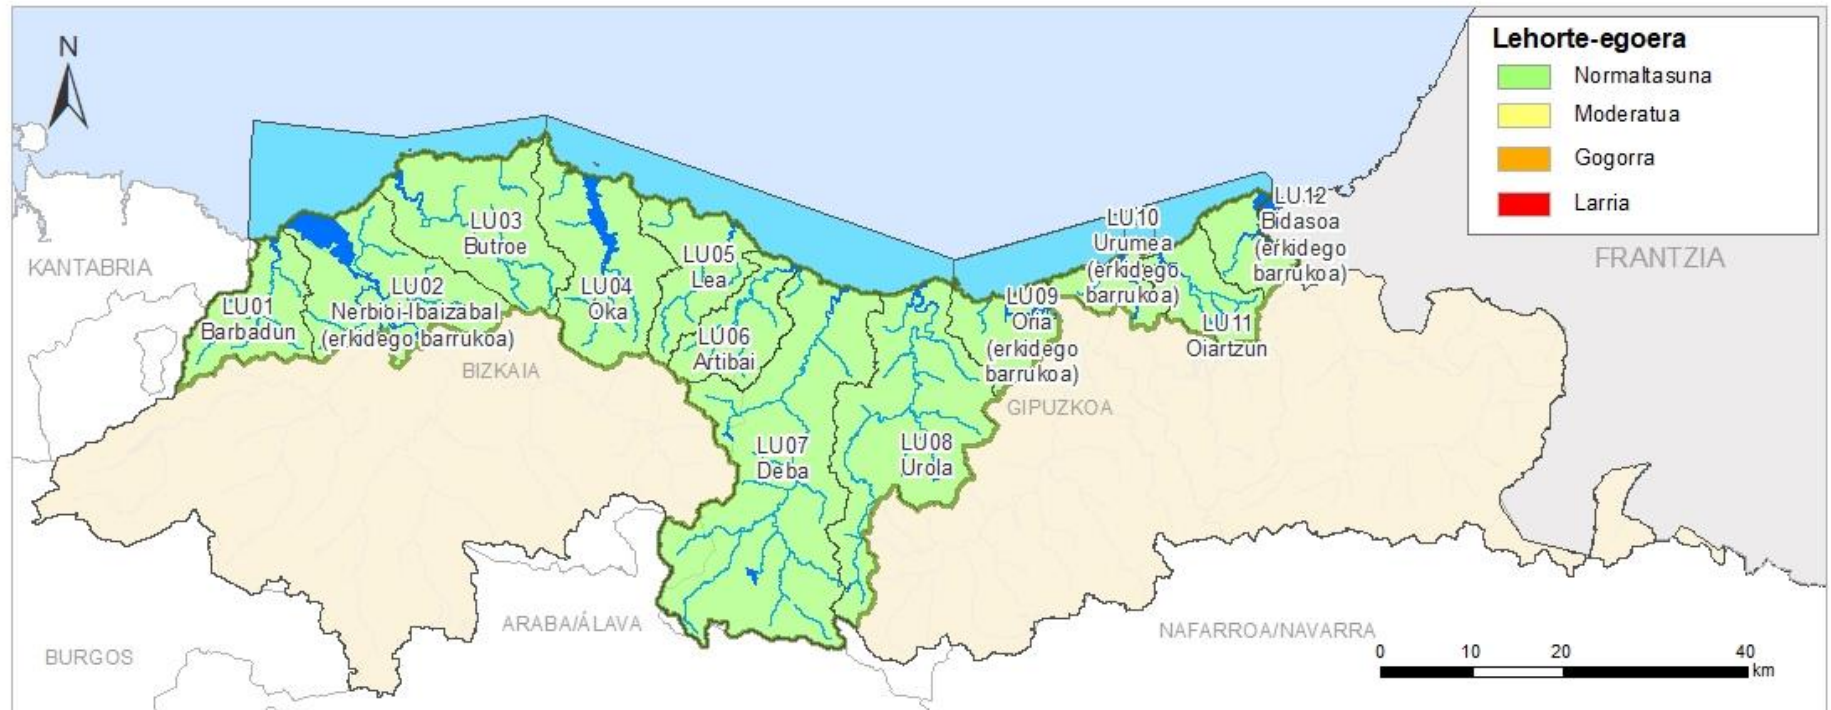 N
Lehorte-egoera
Normaltasuna
Moderatua
Gogorra
Larria
KANTABRIA
FRANTZIA
LU01
Barbadun
LU02
Nerbioi-Ibaizabal
(erkidego barrukoa)
LU03
Butroe
LU04
Oka
LU05
Lea
LU06
Artibai
LU07
Deba
LU08
Urola
LU09
Oria
(erkidego
barrukoa)
LU10
Urumea
(erkidego
barrukoa)
LU11
Oiartzun
LU12
Bidasoa
(erkidego
barrukoa)
BIZKAIA
GIPUZKOA
ARABA/ÁLAVA
NAFARROA/NAVARRA
BURGOS
0 10 20 40
km